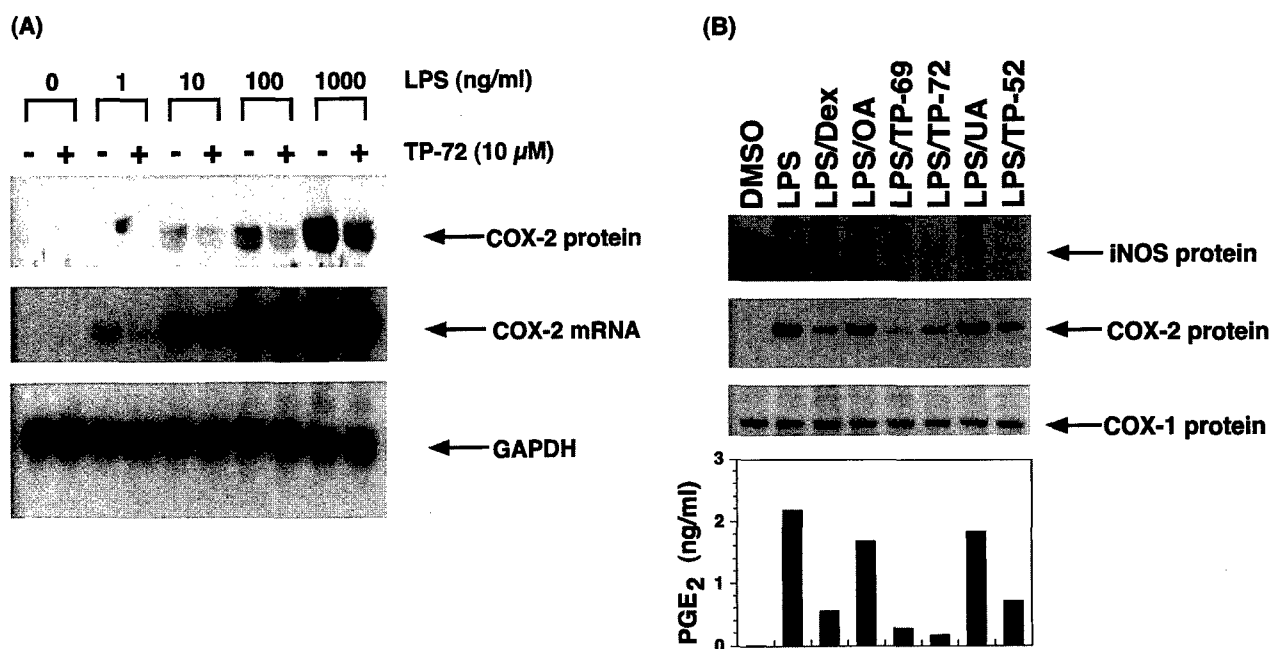 (A)
0 1 10 100 1000 LPS (ng/ml)
- + - + - + - + - + TP-72 (10 µM)
COX-2 protein
COX-2 mRNA
GAPDH
(B)
DMSO
LPS
LPS/Dex
LPS/OA
LPS/TP-69
LPS/TP-72
LPS/UA
LPS/TP-52
iNOS protein
COX-2 protein
COX-1 protein
PGE2 (ng/ml)
3
2
1
0